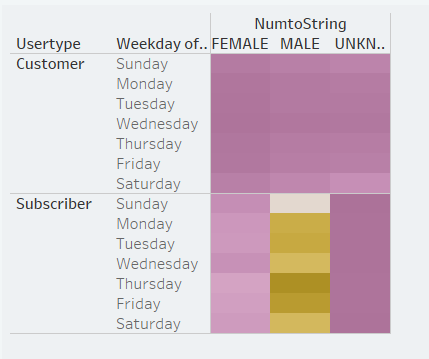 NumtoString
Usertype Weekday of.. FEMALE MALE UNKN..
Customer Sunday
Monday
Tuesday
Wednesday
Thursday
Friday
Saturday
Subscriber Sunday
Monday
Tuesday
Wednesday
Thursday
Friday
Saturday